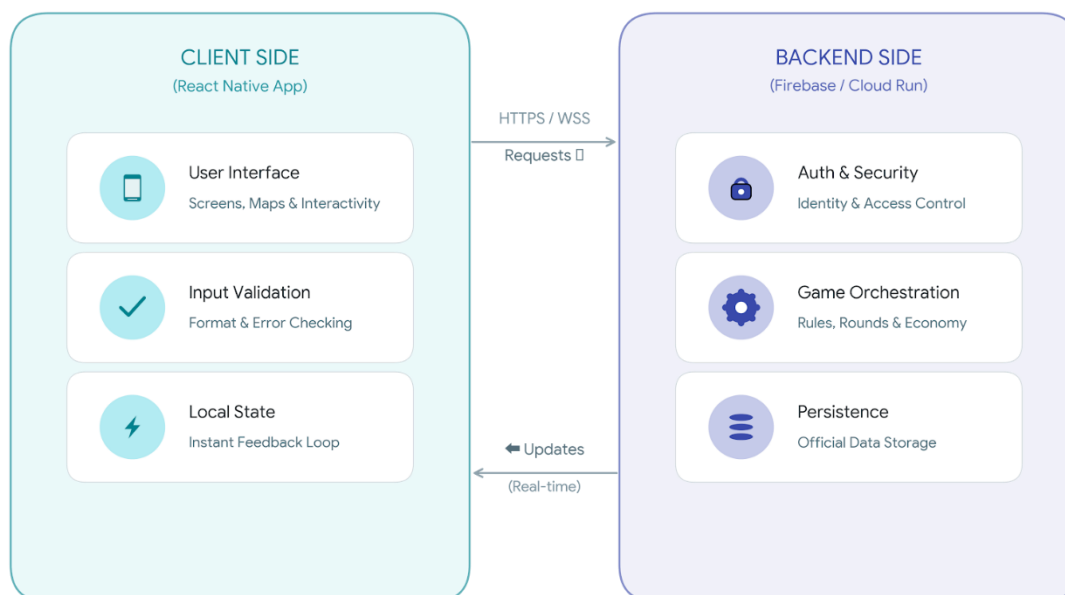 CLIENT SIDE
(React Native App)
User Interface
Screens, Maps & Interactivity
Input Validation
Format & Error Checking
Local State
Instant Feedback Loop
HTTPS / WSS
Requests
⬅ Updates
(Real-time)
BACKEND SIDE
(Firebase / Cloud Run)
Auth & Security
Identity & Access Control
Game Orchestration
Rules, Rounds & Economy
Persistence
Official Data Storage